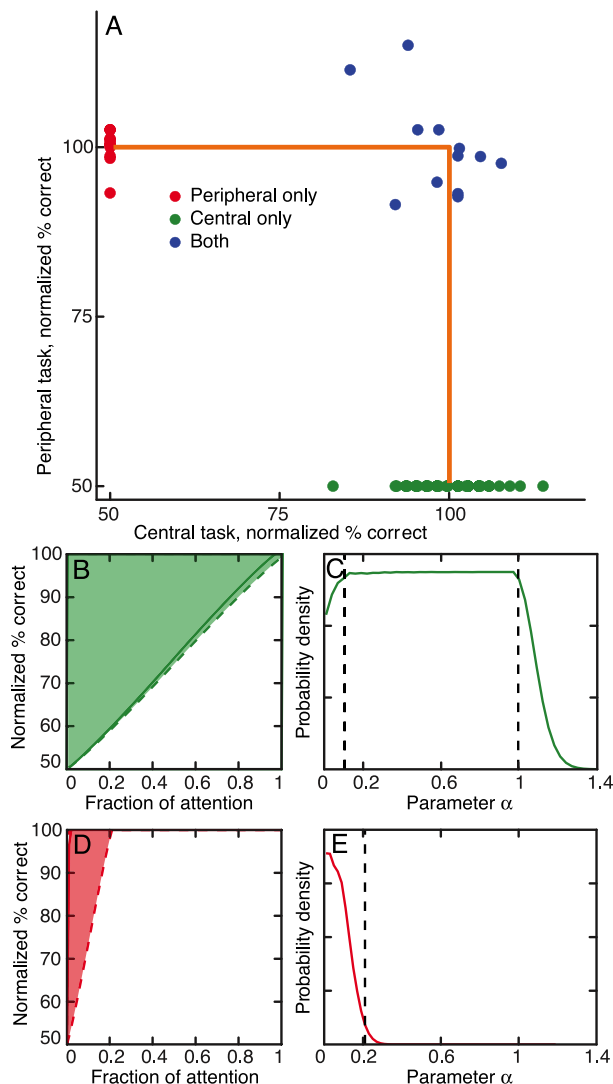 A
Peripheral task, normalized % correct
100
75
50
Peripheral only
Central only
Both
50 75 100
Central task, normalized % correct
B
Normalized % correct
100
90
80
70
60
50
0 0.2 0.4 0.6 0.8 1
Fraction of attention
C
Probability density
0 0.2 0.6 1 1.4
Parameter α
D
Normalized % correct
100
90
80
70
60
50
0 0.2 0.4 0.6 0.8 1
Fraction of attention
E
Probability density
0 0.2 0.6 1 1.4
Parameter α